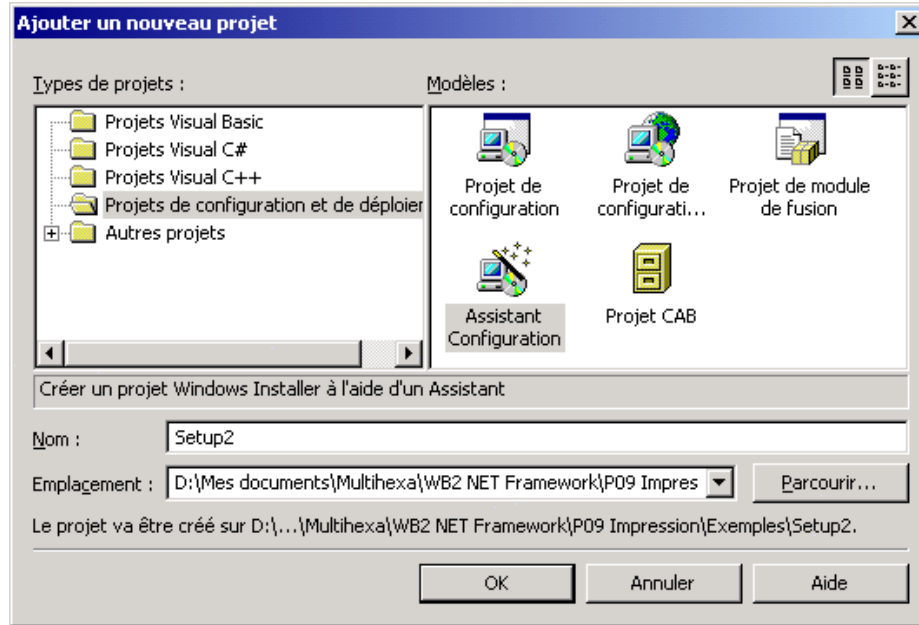 Ajouter un nouveau projet
Types de projets :
Modèles :
Projets Visual Basic
Projets Visual C#
Projets Visual C++
Projets de configuration et de déploier
Autres projets
Projet de
configuration
Projet de
configurati...
Projet de module
de fusion
Assistant
Configuration
Projet CAB
Créer un projet Windows Installer à l'aide d'un Assistant
Nom :
Setup2
Emplacement :
D:\Mes documents\Multihexa\WB2 NET Framework\P09 Impres
Parcourir...
Le projet va être créé sur D:\...\Multihexa\WB2 NET Framework\P09 Impression\Exemples\Setup2.
OK
Annuler
Aide